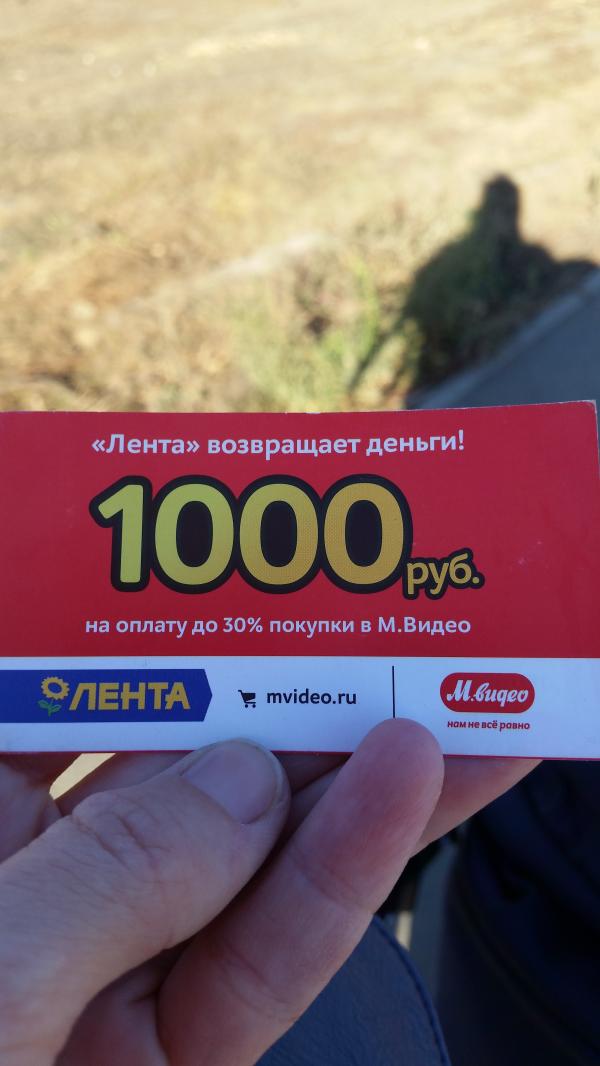 «Лента» возвращает деньги!
1000 руб.
на оплату до 30% покупки в М.Видео
ЛЕНТА
mvideo.ru
М.видео
нам не всё равно